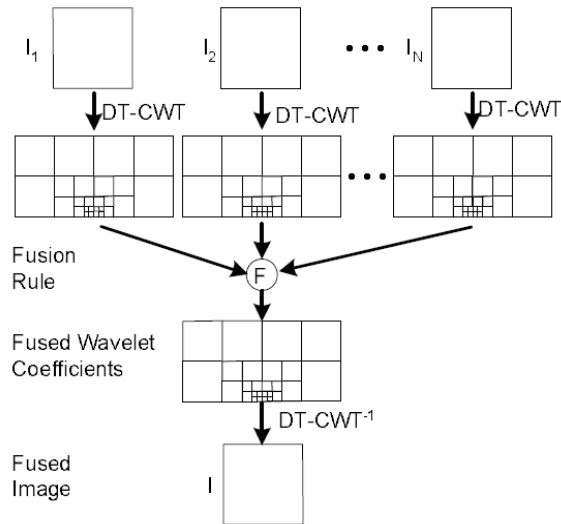 I1
I2
• • •
IN
DT-CWT
DT-CWT
DT-CWT
• • •
Fusion
Rule
F
Fused Wavelet
Coefficients
DT-CWT-1
Fused
Image
I